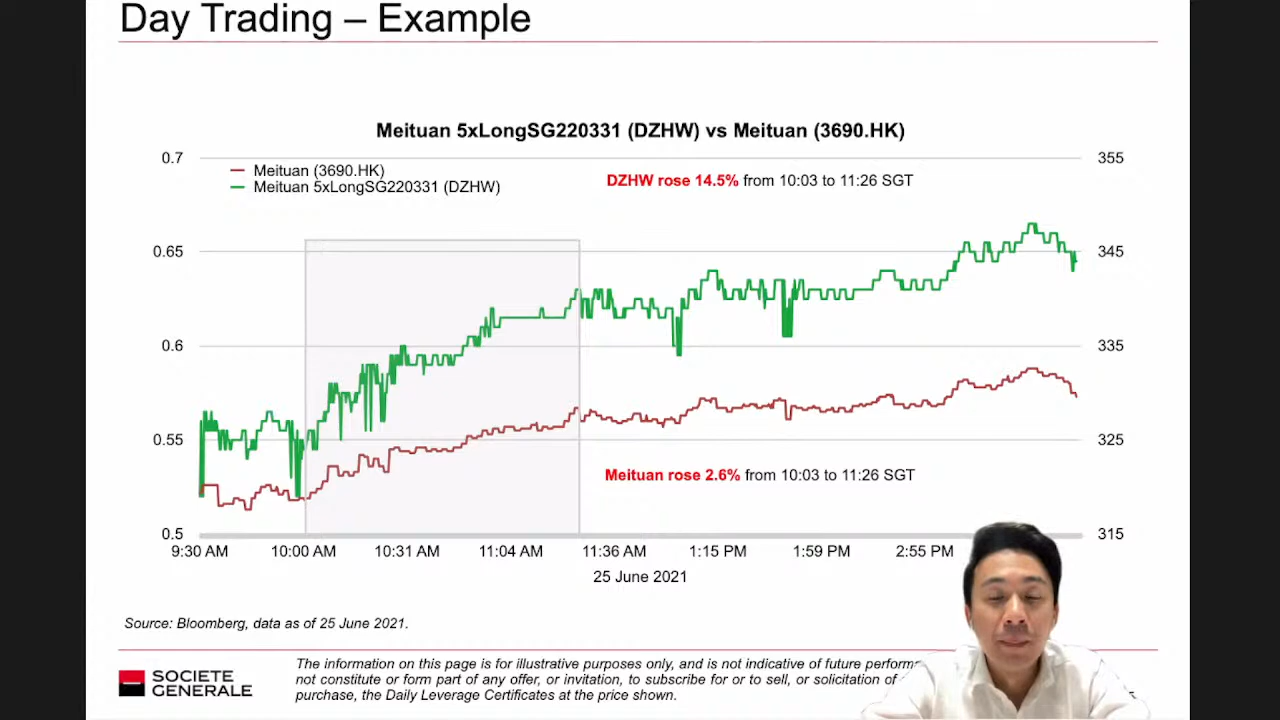 Day Trading – Example
Meituan 5xLongSG220331 (DZHW) vs Meituan (3690.HK)
0.7
355
Meituan (3690.HK)
Meituan 5xLongSG220331 (DZHW)
DZHW rose 14.5% from 10:03 to 11:26 SGT
0.65
345
0.6
335
0.55
325
Meituan rose 2.6% from 10:03 to 11:26 SGT
0.5
315
9:30 AM 10:00 AM 10:31 AM 11:04 AM 11:36 AM 1:15 PM 1:59 PM 2:55 PM
25 June 2021
Source: Bloomberg, data as of 25 June 2021.
SOCIETE
GENERALE
The information on this page is for illustrative purposes only, and is not indicative of future
not constitute or form part of any offer, or invitation, to subscribe for or to sell, or solicitation of
purchase, the Daily Leverage Certificates at the price shown.